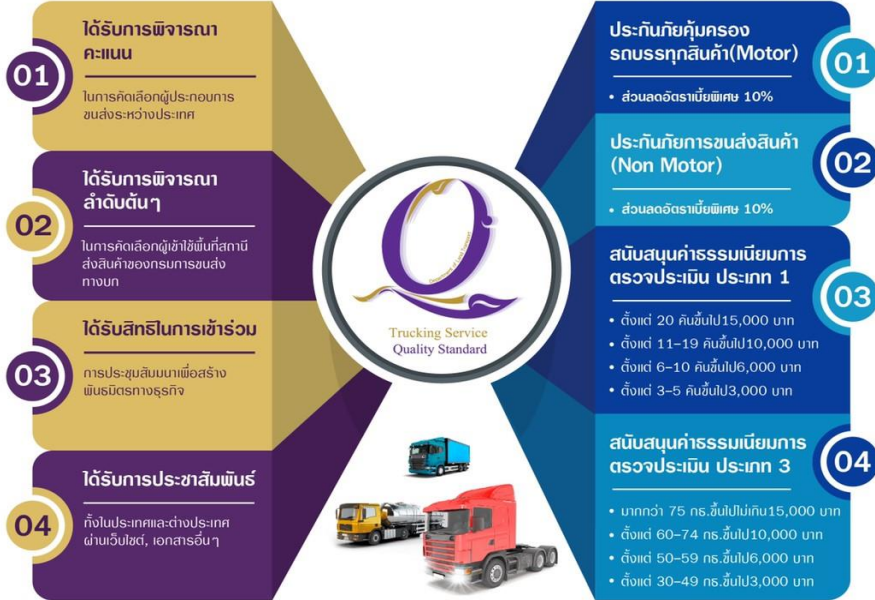 01
ได้รับการพิจารณา
คะแนน
ในการคัดเลือกผู้ประกอบการ
ขนส่งระหว่างประเทศ
02
ได้รับการพิจารณา
ลำดับต้นๆ
ในการคัดเลือกผู้เข้าใช้พื้นที่สถานี
ส่งสินค้าของกรมการขนส่ง
ทางบก
03
ได้รับสิทธิในการเข้าร่วม
การประชุมสัมมนาเพื่อสร้าง
พันธมิตรทางธุรกิจ
04
ได้รับการประชาสัมพันธ์
ทั้งในประเทศและต่างประเทศ
ผ่านเว็บไซต์, เอกสารอื่นๆ
Q
Department of Land Transport
Trucking Service
Quality Standard
ประกันภัยคุ้มครอง
รถบรรทุกสินค้า(Motor)
01
• ส่วนลดอัตราเบี้ยพิเศษ 10%
ประกันภัยการขนส่งสินค้า
(Non Motor)
02
• ส่วนลดอัตราเบี้ยพิเศษ 10%
สนับสนุนค่าธรรมเนียมการ
ตรวจประเมิน ประเภท 1
03
• ตั้งแต่ 20 คันขึ้นไป15,000 บาท
• ตั้งแต่ 11–19 คันขึ้นไป10,000 บาท
• ตั้งแต่ 6–10 คันขึ้นไป6,000 บาท
• ตั้งแต่ 3–5 คันขึ้นไป3,000 บาท
สนับสนุนค่าธรรมเนียมการ
ตรวจประเมิน ประเภท 3
04
• มากกว่า 75 กธ.ขึ้นไปไม่เกิน15,000 บาท
• ตั้งแต่ 60–74 กธ.ขึ้นไป10,000 บาท
• ตั้งแต่ 50–59 กธ.ขึ้นไป6,000 บาท
• ตั้งแต่ 30–49 กธ.ขึ้นไป3,000 บาท